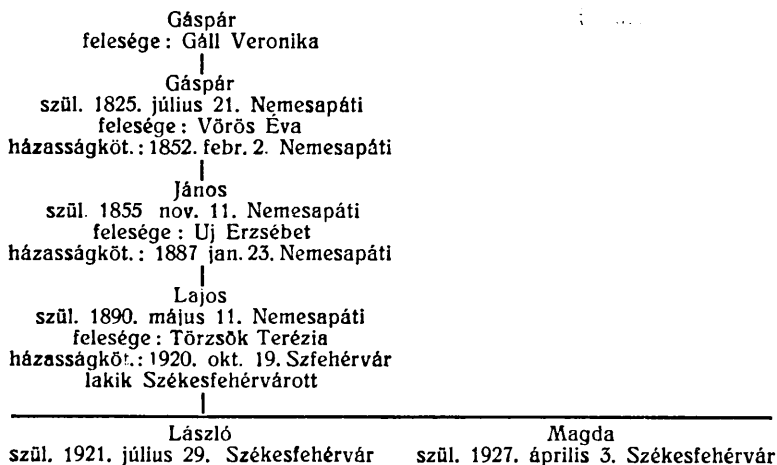 Gáspár
felesége: Gáll Veronika
Gáspár
szül. 1825. július 21. Nemesapáti
felesége: Vörös Éva
házasságköt.: 1852. febr. 2. Nemesapáti
János
szül. 1855 nov. 11. Nemesapáti
felesége: Uj Erzsébet
házasságköt.: 1887 jan. 23. Nemesapáti
Lajos
szül. 1890. május 11. Nemesapáti
felesége: Törzsök Terézia
házasságköt.: 1920. okt. 19. Szfehérvár
lakik Székesfehérvárott
László Magda
szül. 1921. július 29. Székesfehérvár szül. 1927. április 3. Székesfehérvár